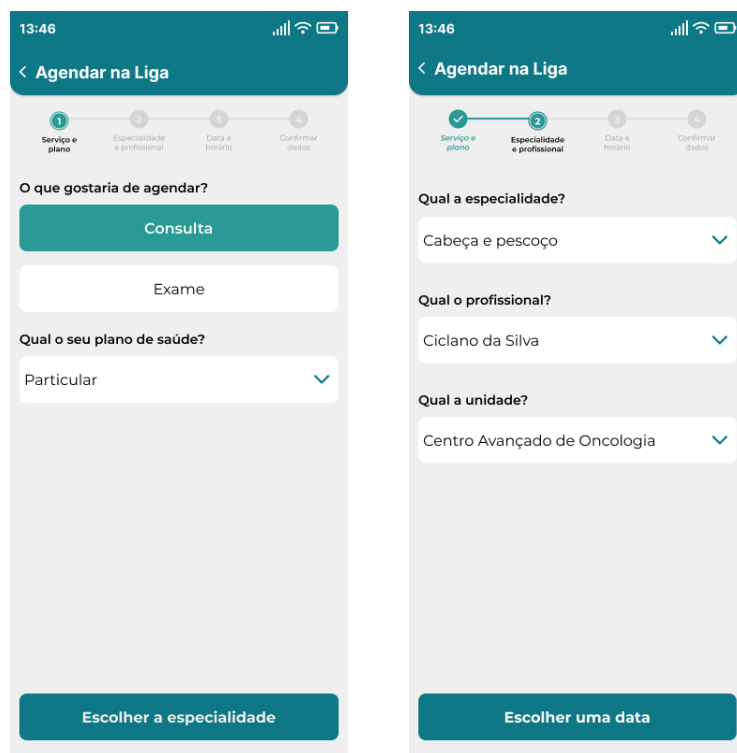 13:46
Agendar na Liga
1
2
3
4
Serviço e
plano
Especialidade
e profissional
Data e
horário
Confirmar
dados
O que gostaria de agendar?
Consulta
Exame
Qual o seu plano de saúde?
Particular
Escolher a especialidade
13:46
Agendar na Liga
2
3
4
Serviço e
plano
Especialidade
e profissional
Data e
horário
Confirmar
dados
Qual a especialidade?
Cabeça e pescoço
Qual o profissional?
Ciclano da Silva
Qual a unidade?
Centro Avançado de Oncologia
Escolher uma data